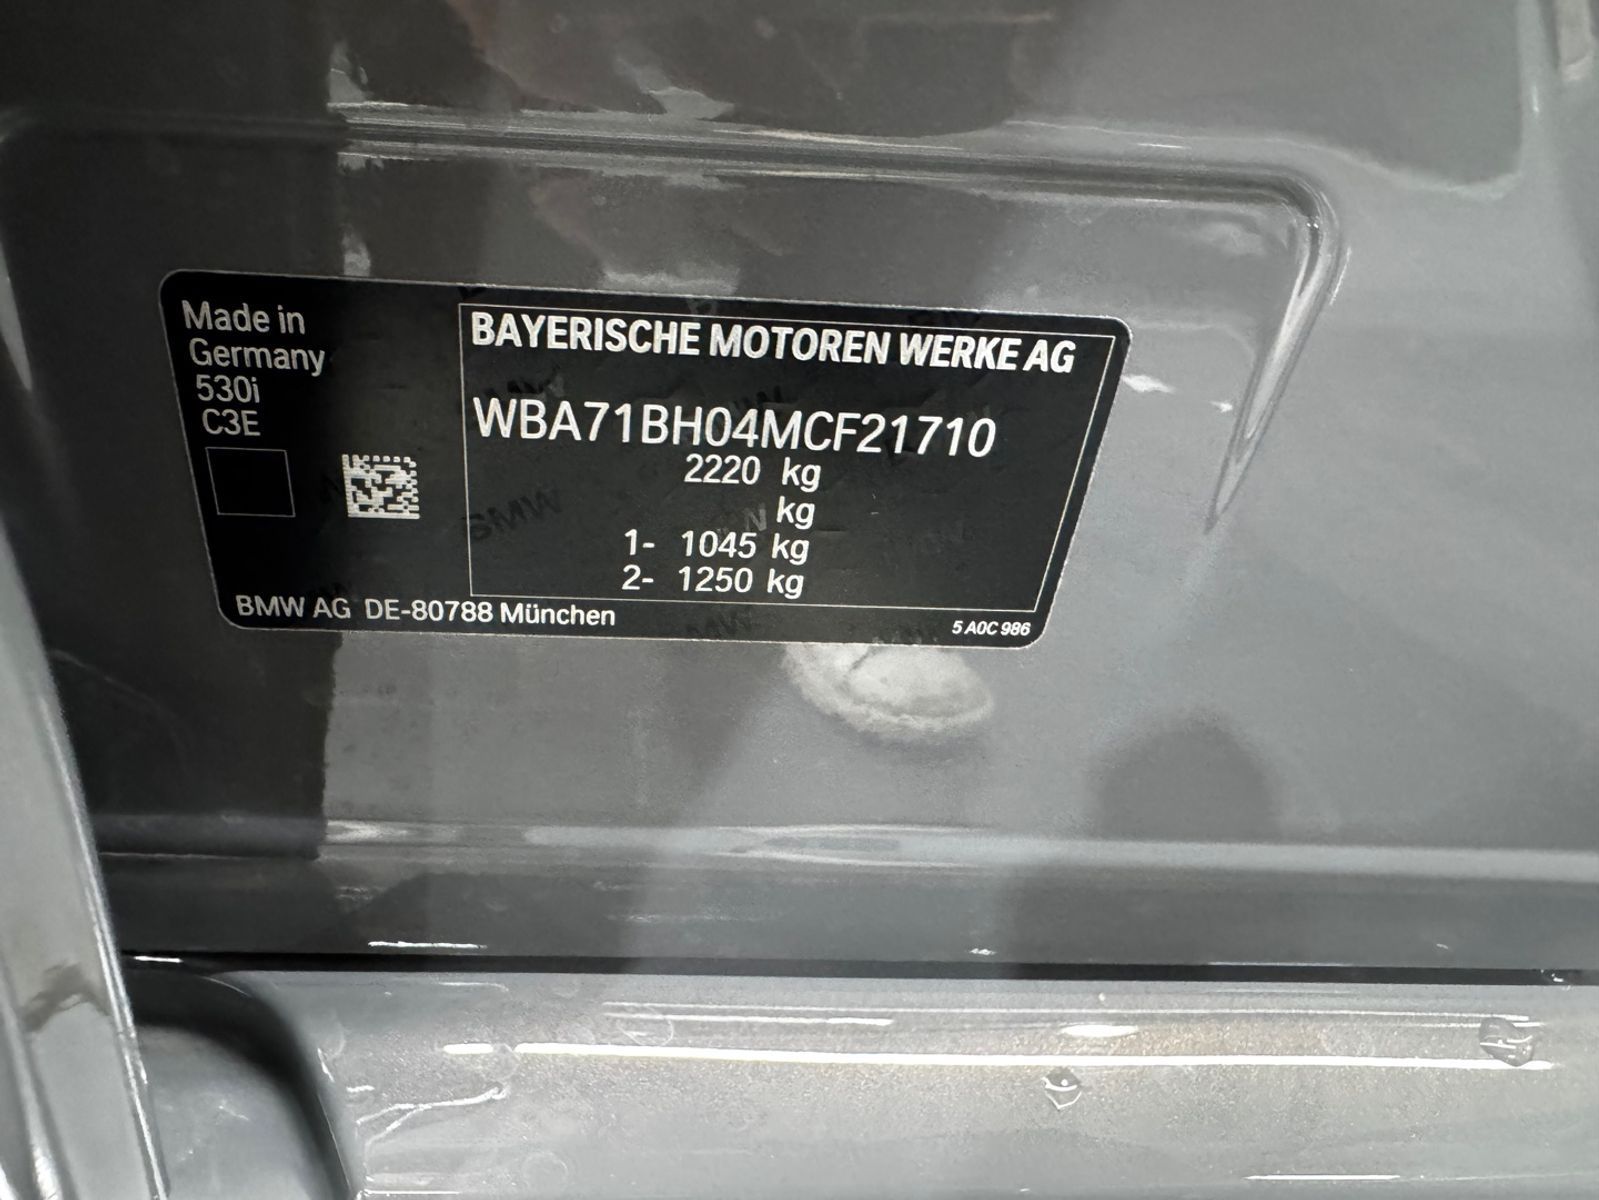 Made in
Germany
530i
C3E
BAYERISCHE MOTOREN WERKE AG
WBA71BH04MCF21710
2220 kg
kg
1- 1045 kg
2- 1250 kg
BMW AG DE-80788 München
5 A0C 986
BMW